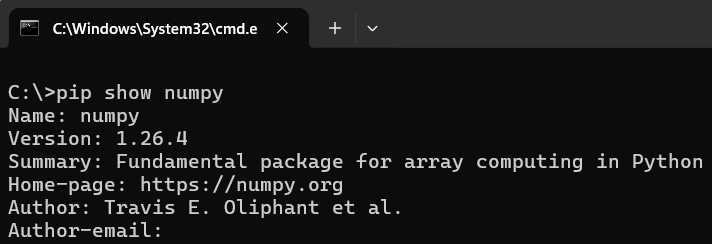 C:\Windows\System32\cmd.e
C:\>pip show numpy
Name: numpy
Version: 1.26.4
Summary: Fundamental package for array computing in Python
Home-page: https://numpy.org
Author: Travis E. Oliphant et al.
Author-email: